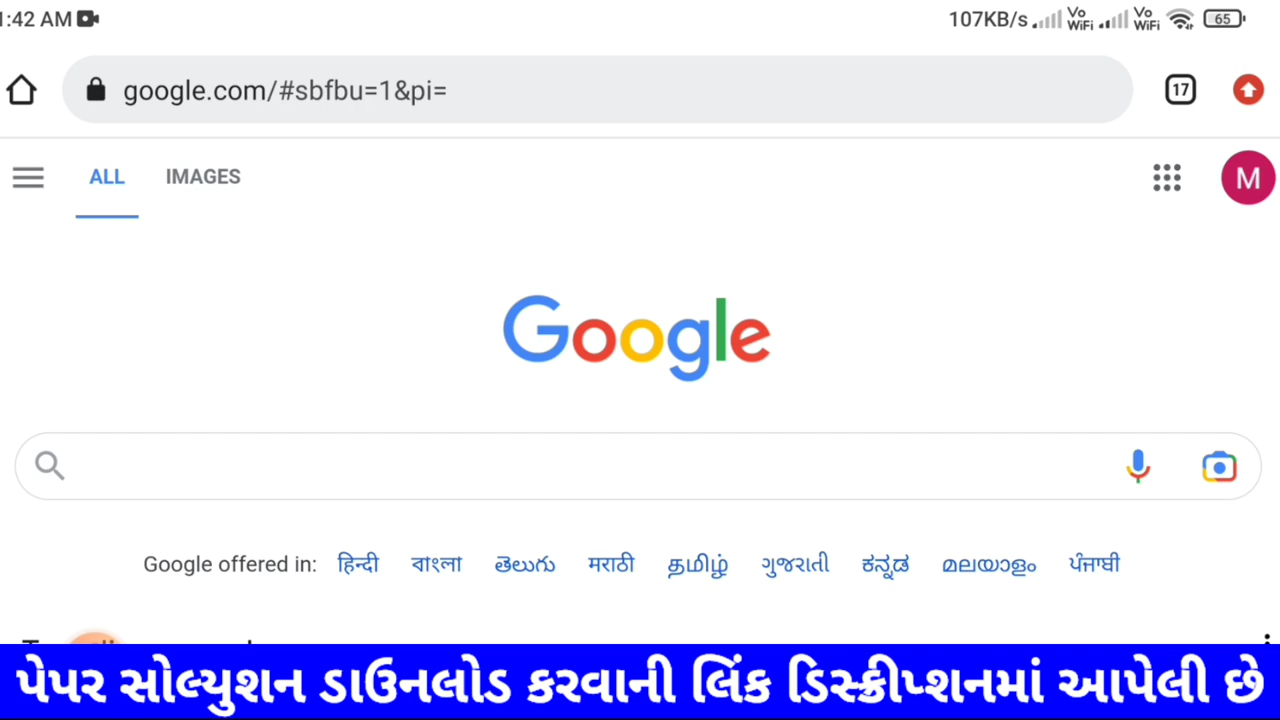 1:42 AM 107KB/s Vo WiFi Vo WiFi 65
google.com/#sbfbu=1&pi= 17
ALL IMAGES M
Google
Google offered in: हिन्दी বাংলা తెలుగు मराठी தமிழ் ગુજરાતી ಕನ್ನಡ മലയാളം ਪੰਜਾਬੀ
પેપર સોલ્યુશન ડાઉનલોડ કરવાની લિંક ડિસ્ક્રીપ્શનમાં આપેલી છે